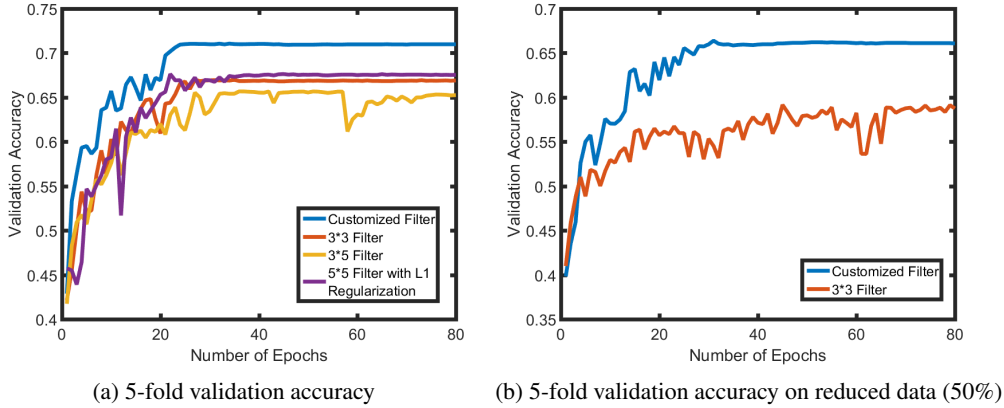 0.75
0.7
0.65
0.6
0.55
0.5
0.45
0.4
0
20
40
60
80
Validation Accuracy
Number of Epochs
Customized Filter
3*3 Filter
3*5 Filter
5*5 Filter with L1
Regularization
(a) 5-fold validation accuracy
0.7
0.65
0.6
0.55
0.5
0.45
0.4
0.35
0
20
40
60
80
Validation Accuracy
Number of Epochs
Customized Filter
3*3 Filter
(b) 5-fold validation accuracy on reduced data (50%)